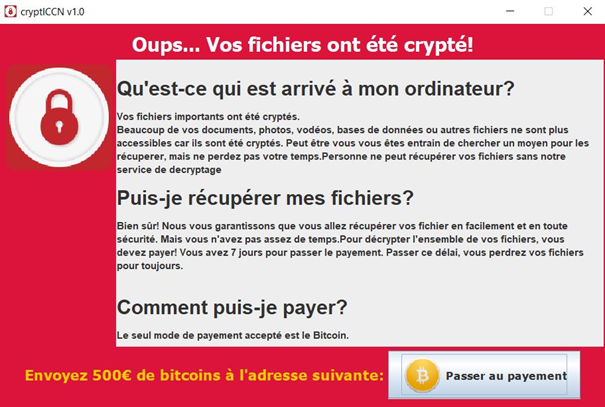 cryptICCN v1.0
Oups... Vos fichiers ont été crypté!
Qu'est-ce qui est arrivé à mon ordinateur?
Vos fichiers importants ont été cryptés.
Beaucoup de vos documents, photos, vodéos, bases de données ou autres fichiers ne sont plus
accessibles car ils sont été cryptés. Peut être vous vous êtes entrain de chercher un moyen pour les
récuperer, mais ne perdez pas votre temps.Personne ne peut récupérer vos fichiers sans notre
service de decryptage
Puis-je récupérer mes fichiers?
Bien sûr! Nous vous garantissons que vous allez récupérer vos fichier en facilement et en toute
sécurité. Mais vous n'avez pas assez de temps.Pour décrypter l'ensemble de vos fichiers, vous
devez payer! Vous avez 7 jours pour passer le payement. Passer ce délai, vous perdrez vos fichiers
pour toujours.
Comment puis-je payer?
Le seul mode de payement accepté est le Bitcoin.
Envoyez 500€ de bitcoins à l'adresse suivante:
Passer au payement